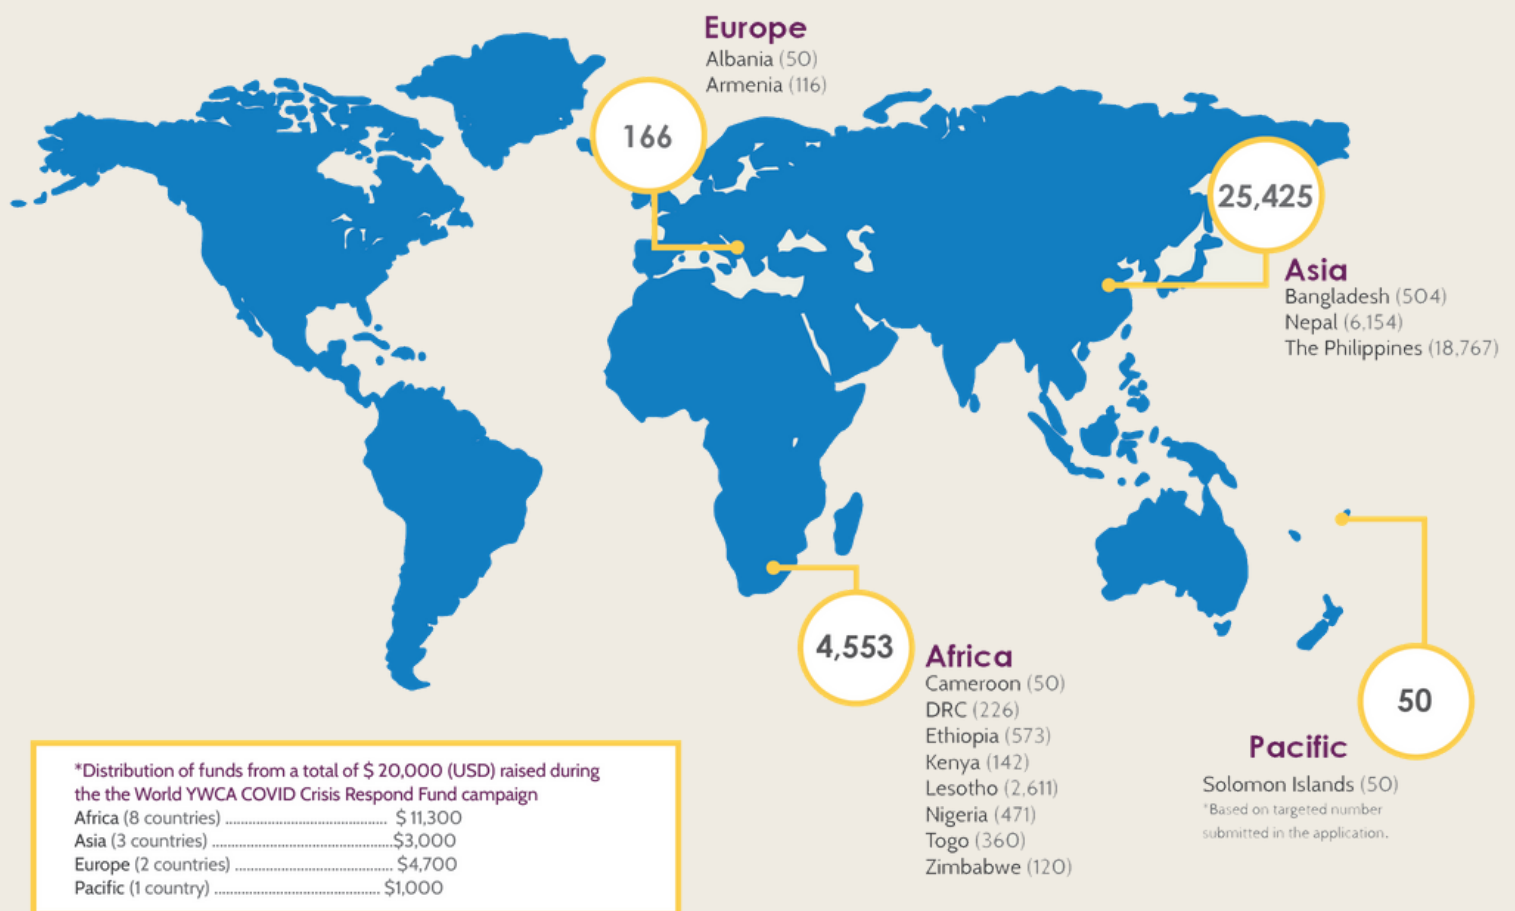 Europe
Albania (50)
Armenia (116)
166
25,425
Asia
Bangladesh (504)
Nepal (6,154)
The Philippines (18,767)
4,553
Africa
Cameroon (50)
DRC (226)
Ethiopia (573)
Kenya (142)
Lesotho (2,611)
Nigeria (471)
Togo (360)
Zimbabwe (120)
50
Pacific
Solomon Islands (50)
*Based on targeted number
submitted in the application.
*Distribution of funds from a total of $ 20,000 (USD) raised during
the the World YWCA COVID Crisis Respond Fund campaign
Africa (8 countries) ........................................ $ 11,300
Asia (3 countries) .............................................$3,000
Europe (2 countries) ....................................... $4,700
Pacific (1 country) ......................................... $1,000